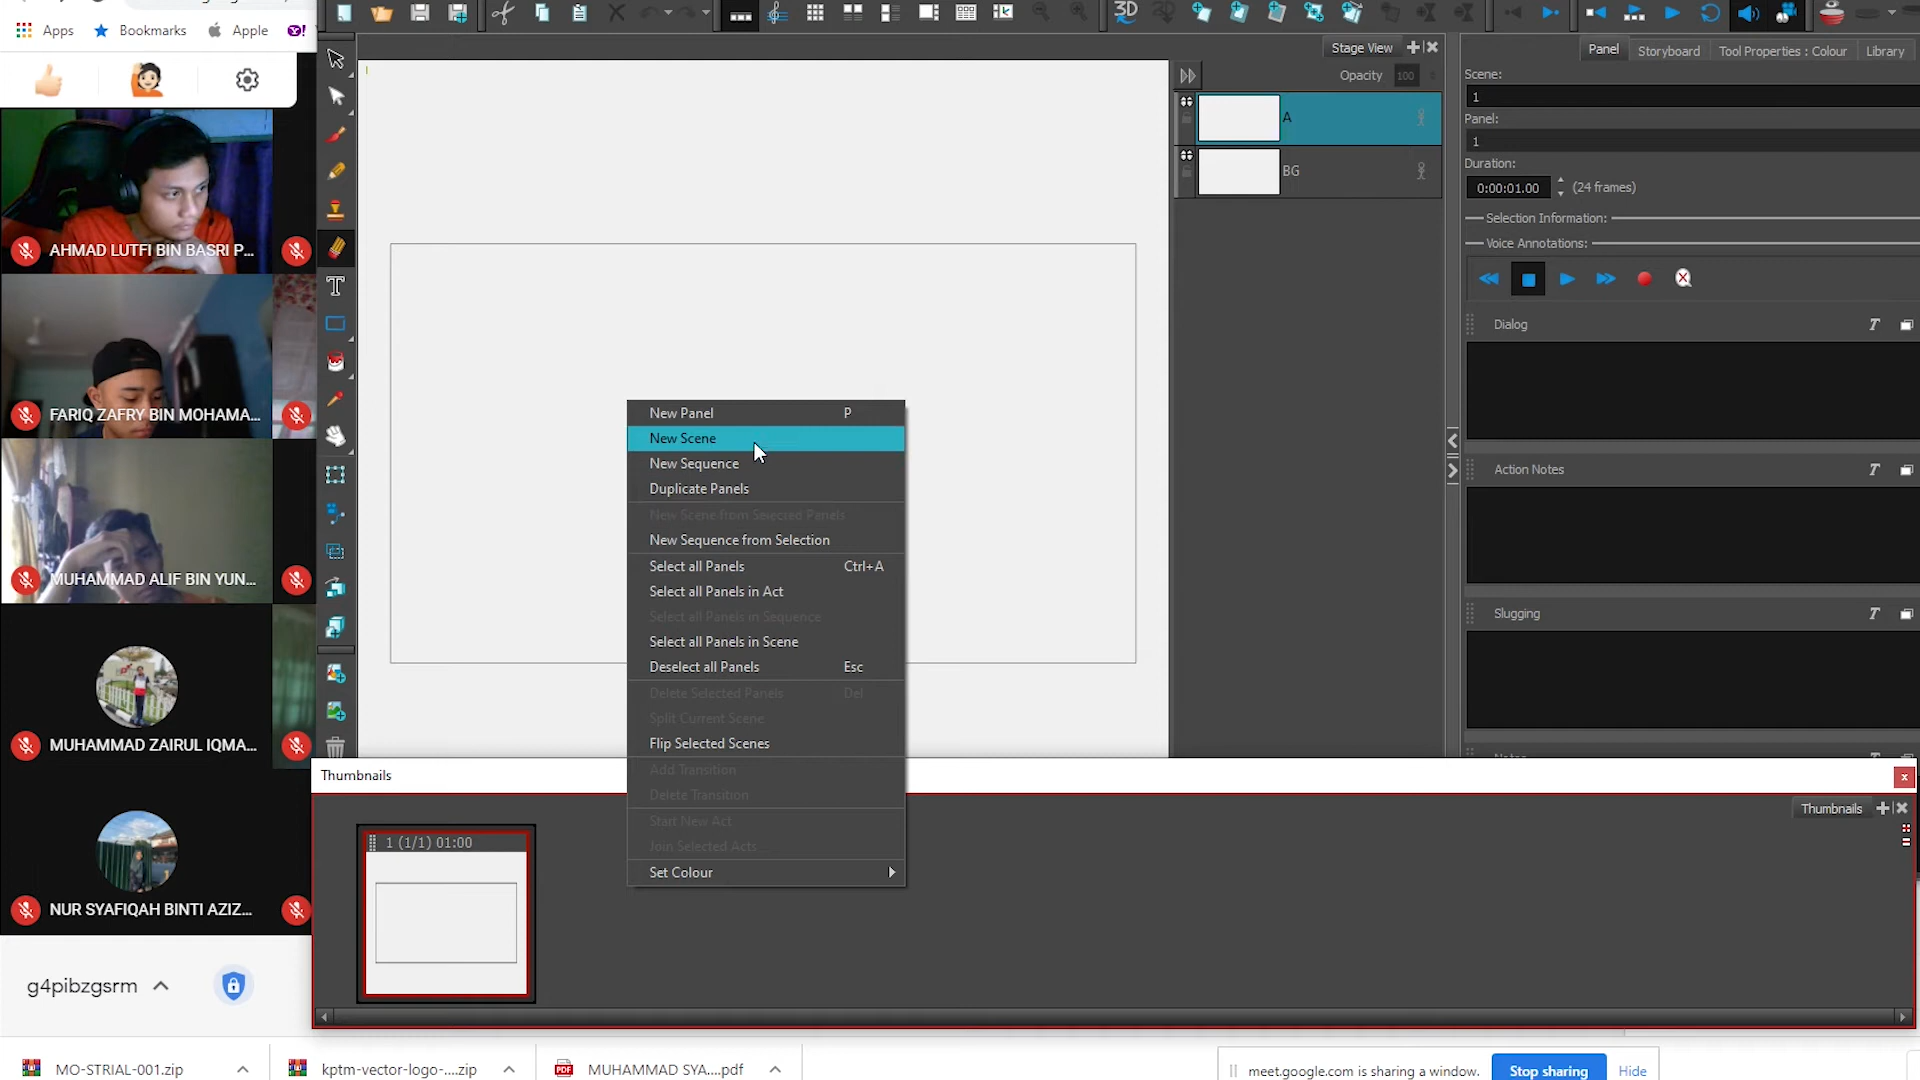 Apps
Bookmarks
Apple
3D
Stage View
Opacity 100
A
BG
Panel
Storyboard
Tool Properties : Colour
Library
Scene:
1
Panel:
1
Duration:
0:00:01.00 (24 frames)
Selection Information:
Voice Annotations:
Dialog
Action Notes
Slugging
AHMAD LUTFI BIN BASRI P...
FARIQ ZAFRY BIN MOHAMA...
MUHAMMAD ALIF BIN YUN...
MUHAMMAD ZAIRUL IQMA...
NUR SYAFIQAH BINTI AZIZ...
g4pibzgsrm
New Panel P
New Scene
New Sequence
Duplicate Panels
New Scene from Selected Panels
New Sequence from Selection
Select all Panels Ctrl+A
Select all Panels in Act
Select all Panels in Sequence
Select all Panels in Scene
Deselect all Panels Esc
Delete Selected Panels Del
Split Current Scene
Flip Selected Scenes
Add Transition
Delete Transition
Start New Act
Join Selected Acts...
Set Colour
Thumbnails
Thumbnails
1 (1/1) 01:00
MO-STRIAL-001.zip
kptm-vector-logo-....zip
PDF
MUHAMMAD SYA....pdf
meet.google.com is sharing a window.
Stop sharing
Hide